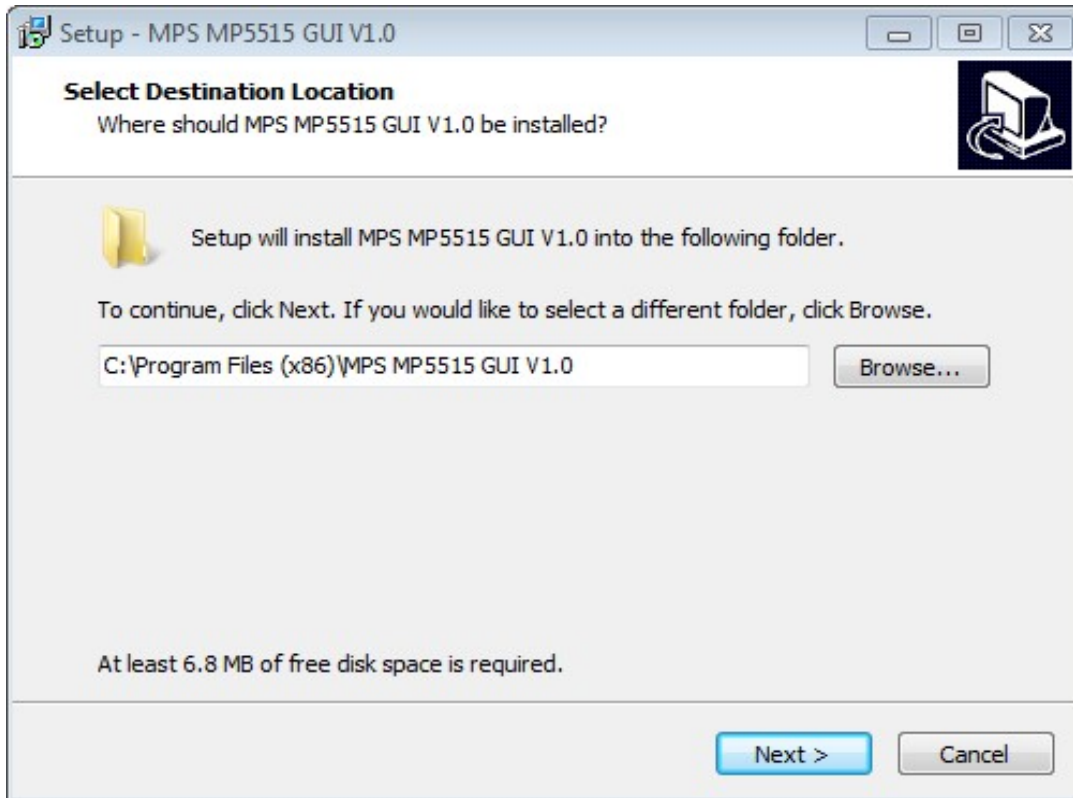 Setup - MPS MP5515 GUI V1.0
Select Destination Location
Where should MPS MP5515 GUI V1.0 be installed?
Setup will install MPS MP5515 GUI V1.0 into the following folder.
To continue, click Next. If you would like to select a different folder, click Browse.
C:\Program Files (x86)\MPS MP5515 GUI V1.0
Browse...
At least 6.8 MB of free disk space is required.
Next >
Cancel